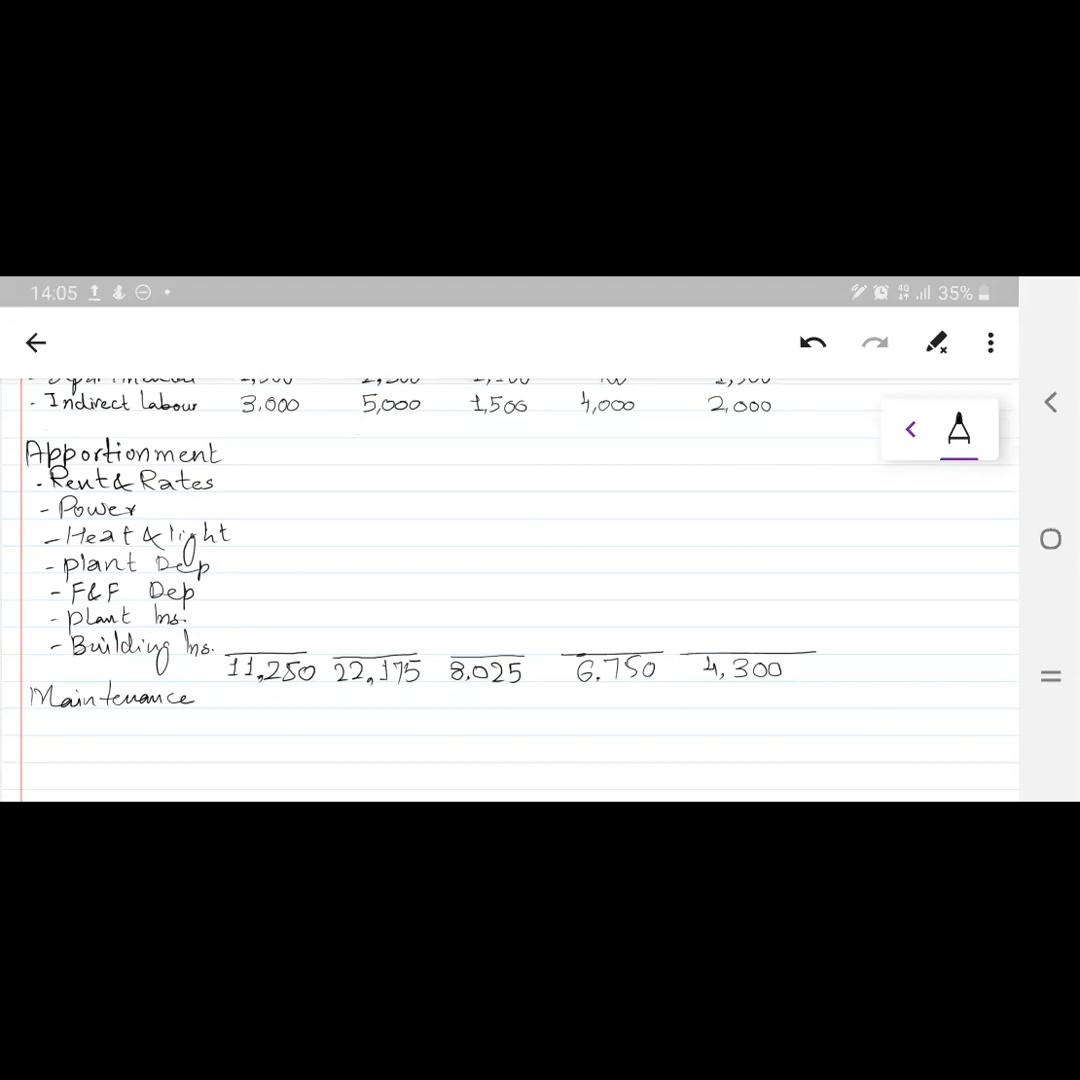 14:05 4G 35%
- Indirect labour 3,000 5,000 1,500 4,000 2,000
Apportionment
- Rent & Rates
- Power
- Heat & light
- plant Dep
- F&F Dep
- plant Ins.
- Building Ins.
11,250 22,175 8,025 6,750 4,300
Maintenance